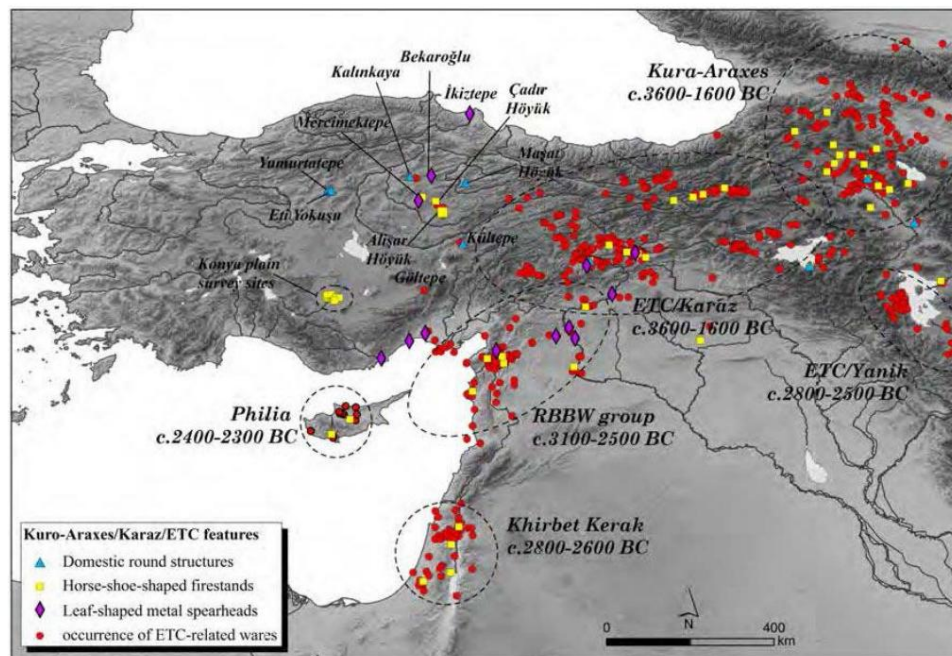 Bekaroğlu
Kalınkaya
İkiztepe
Çadır
Höyük
Kura-Araxes
c.3600-1600 BC
Mercimektepe
Maşat
Höyük
Yumurtatepe
Eti Yokuşu
Alişar
Höyük
Kültepe
Konya plain
survey sites
Göltepe
ETC/Karaz
c.3600-1600 BC
ETC/Yanik
c.2800-2500 BC
Philia
c.2400-2300 BC
RBBW group
c.3100-2500 BC
Khirbet Kerak
c.2800-2600 BC
Kuro-Araxes/Karaz/ETC features
Domestic round structures
Horse-shoe-shaped firestands
Leaf-shaped metal spearheads
occurrence of ETC-related wares
N
0
400
km